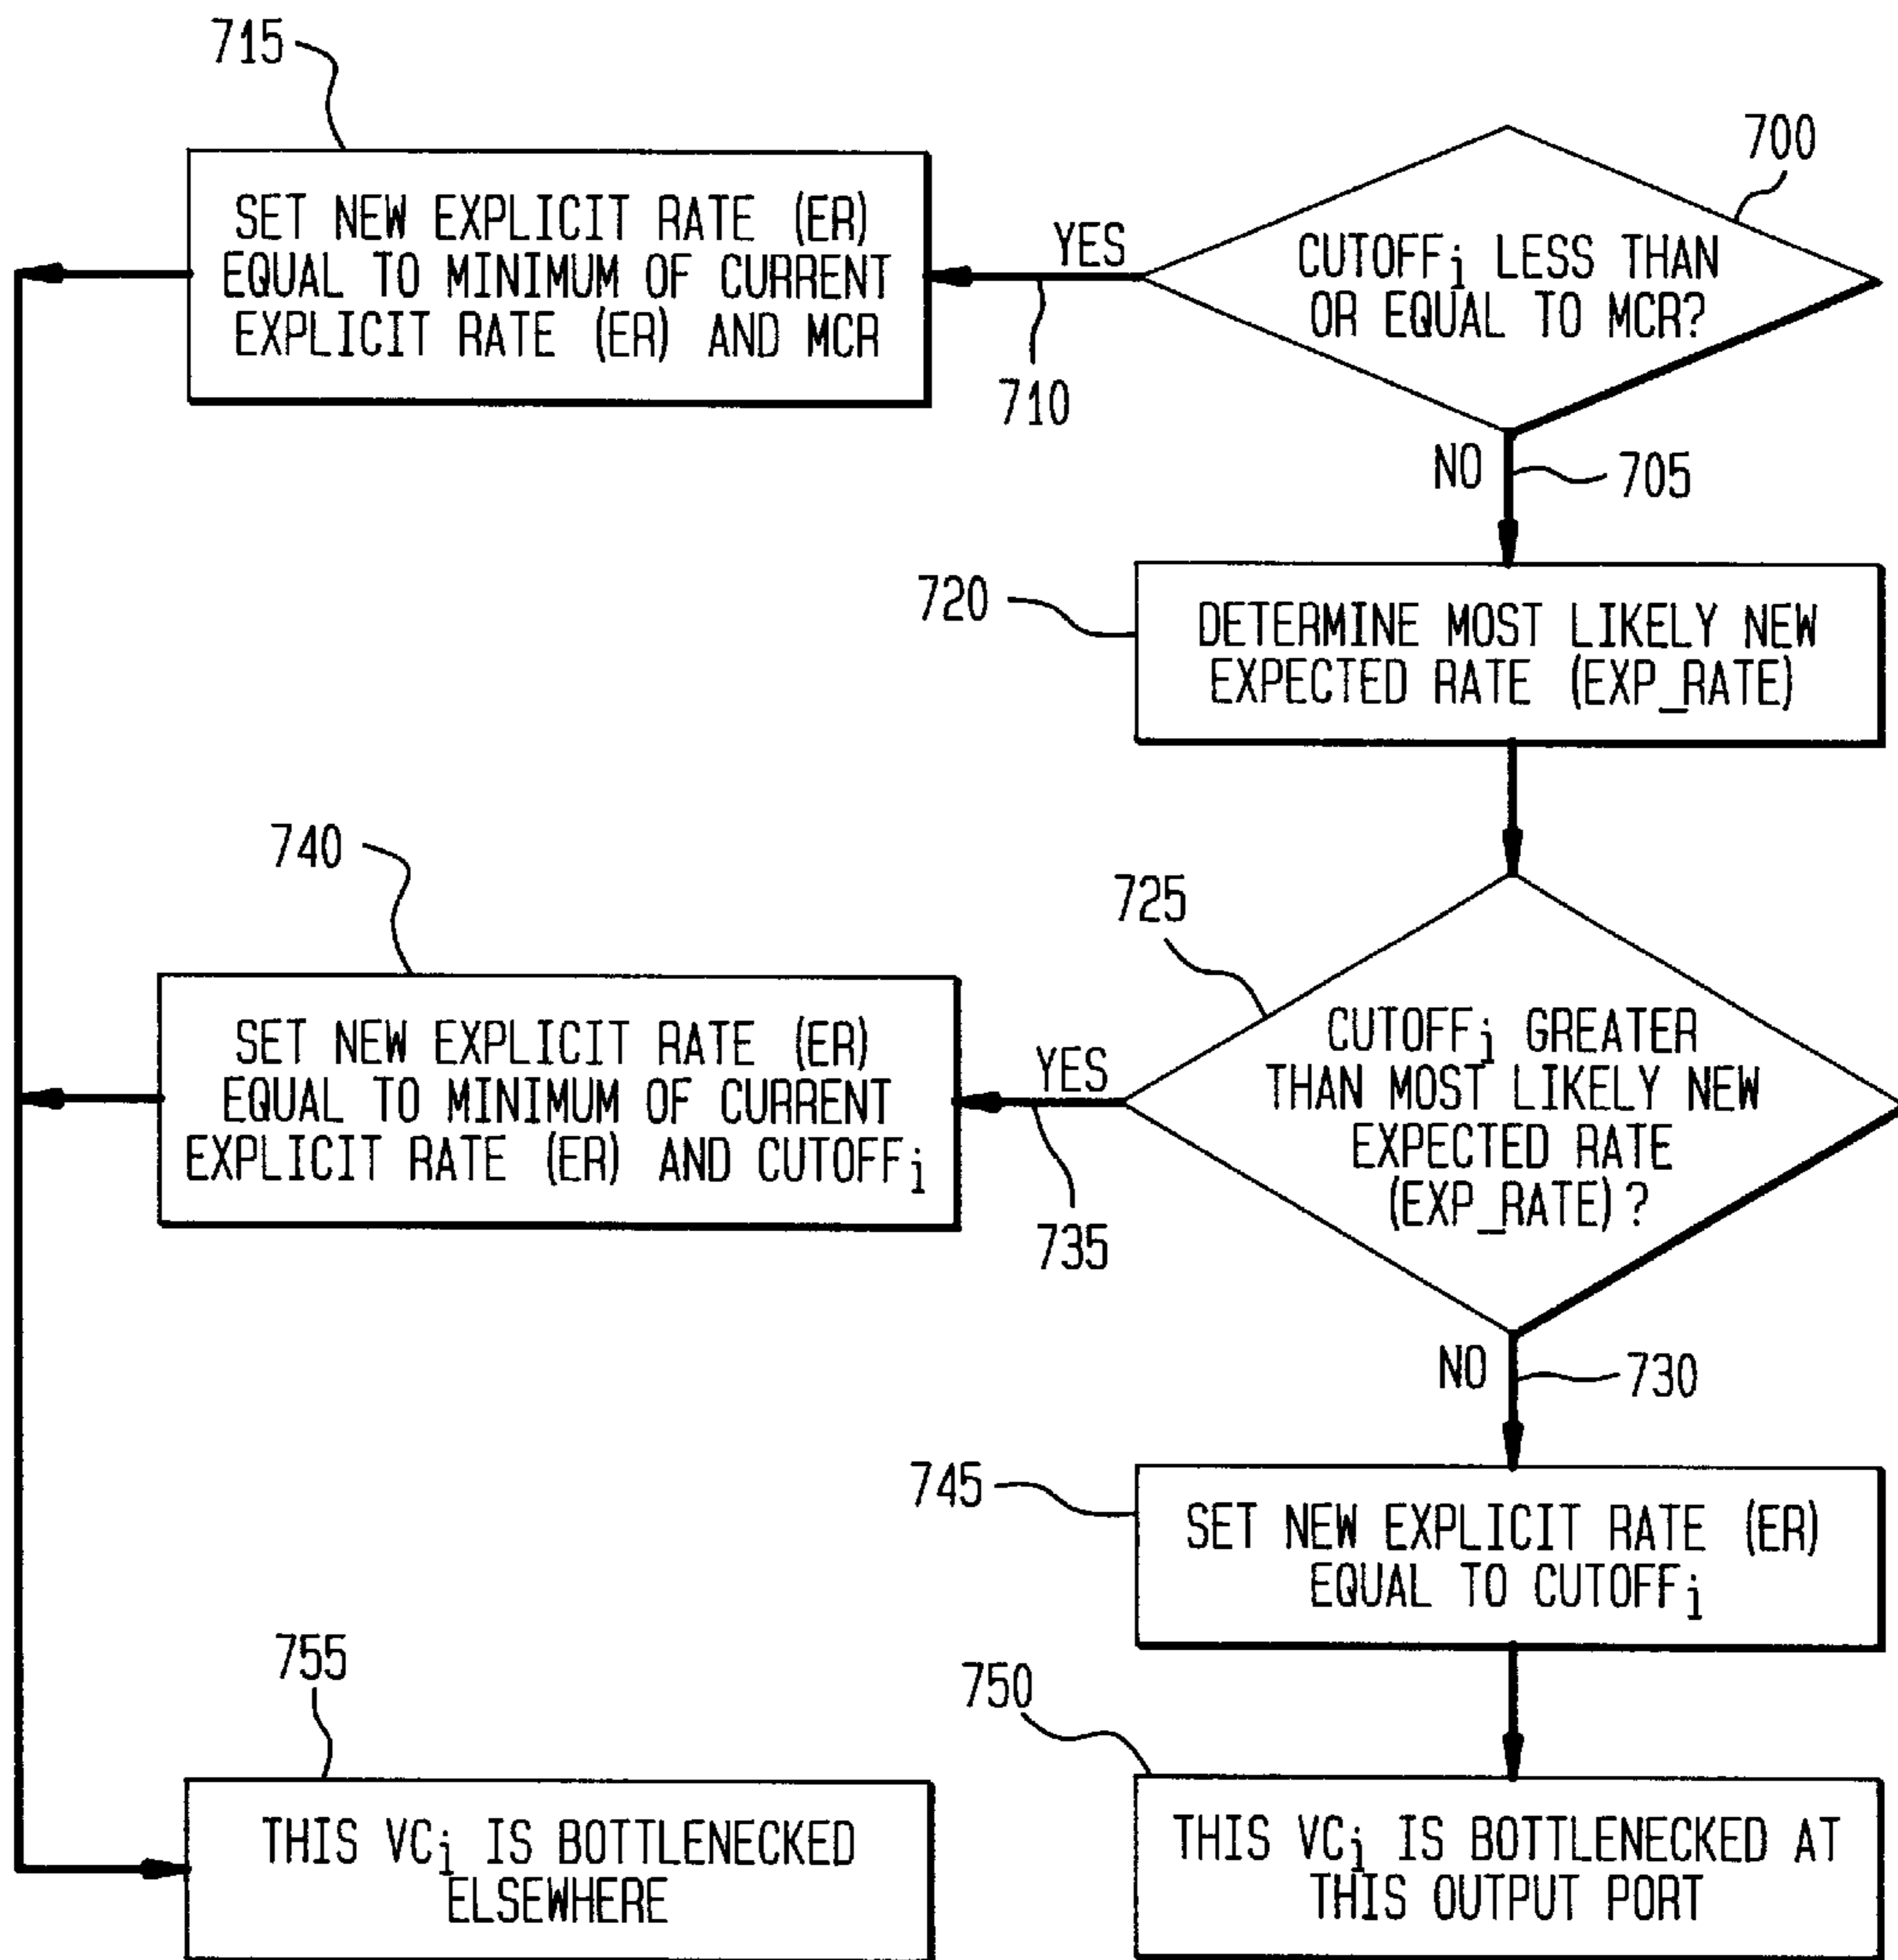 715
700
SET NEW EXPLICIT RATE (ER)
EQUAL TO MINIMUM OF CURRENT
EXPLICIT RATE (ER) AND MCR
YES
710
CUTOFFi LESS THAN
OR EQUAL TO MCR?
NO
705
720
DETERMINE MOST LIKELY NEW
EXPECTED RATE (EXP_RATE)
740
725
SET NEW EXPLICIT RATE (ER)
EQUAL TO MINIMUM OF CURRENT
EXPLICIT RATE (ER) AND CUTOFFi
YES
735
CUTOFFi GREATER
THAN MOST LIKELY NEW
EXPECTED RATE
(EXP_RATE)?
NO
730
745
SET NEW EXPLICIT RATE (ER)
EQUAL TO CUTOFFi
755
750
THIS VCi IS BOTTLENECKED
ELSEWHERE
THIS VCi IS BOTTLENECKED AT
THIS OUTPUT PORT